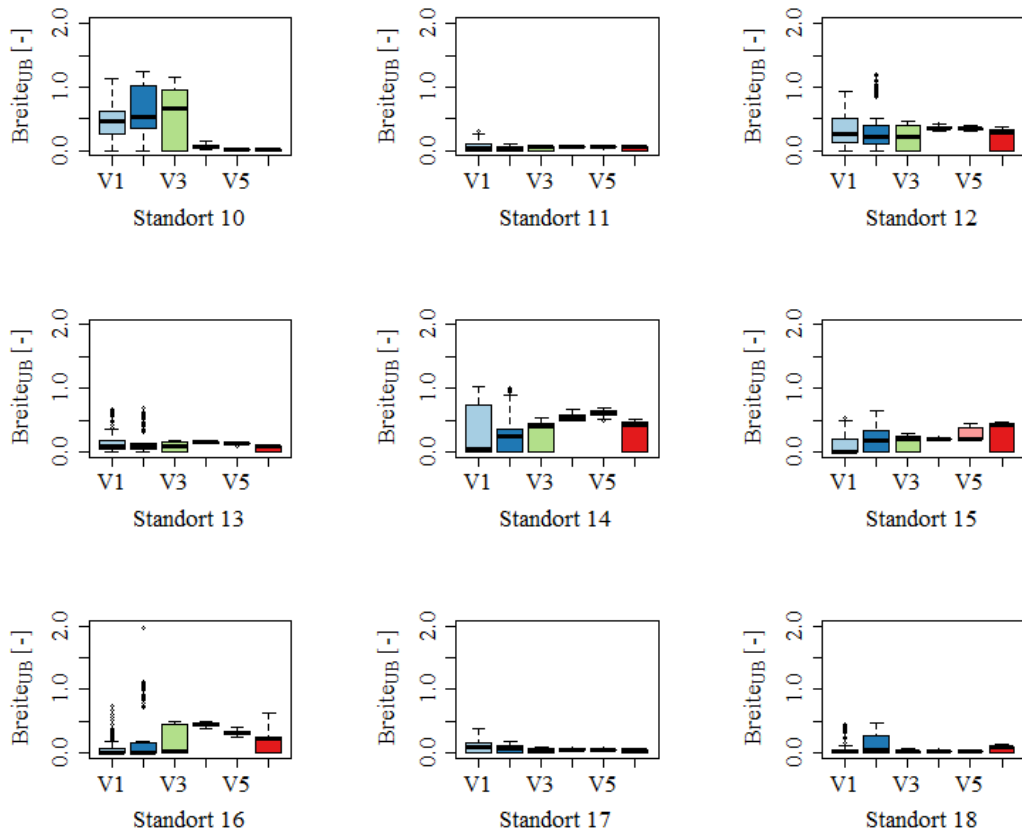 Breite_UB [-]
0.0 1.0 2.0
V1 V3 V5
Standort 10
Breite_UB [-]
0.0 1.0 2.0
V1 V3 V5
Standort 11
Breite_UB [-]
0.0 1.0 2.0
V1 V3 V5
Standort 12
Breite_UB [-]
0.0 1.0 2.0
V1 V3 V5
Standort 13
Breite_UB [-]
0.0 1.0 2.0
V1 V3 V5
Standort 14
Breite_UB [-]
0.0 1.0 2.0
V1 V3 V5
Standort 15
Breite_UB [-]
0.0 1.0 2.0
V1 V3 V5
Standort 16
Breite_UB [-]
0.0 1.0 2.0
V1 V3 V5
Standort 17
Breite_UB [-]
0.0 1.0 2.0
V1 V3 V5
Standort 18